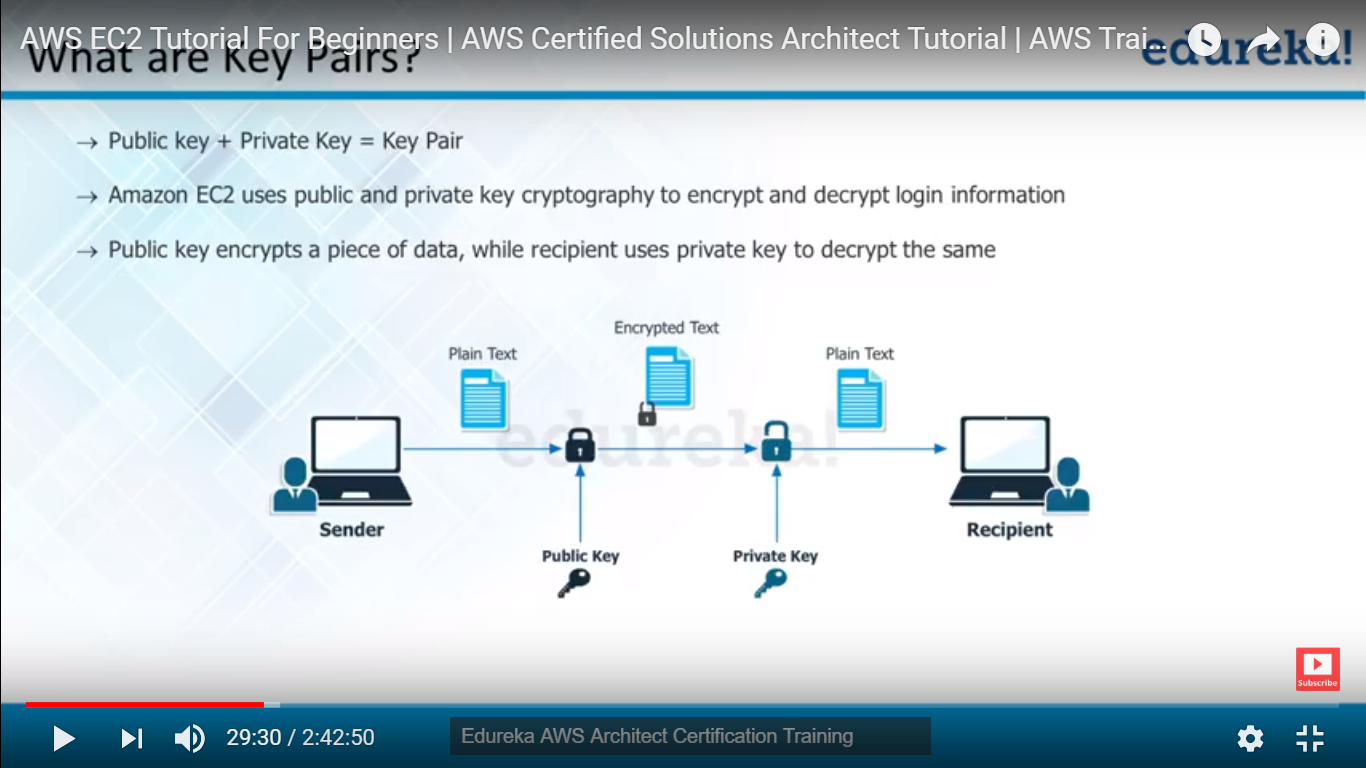 AWS EC2 Tutorial For Beginners | AWS Certified Solutions Architect Tutorial | AWS Trai...
What are Key Pairs?
edureka!
→ Public key + Private Key = Key Pair
→ Amazon EC2 uses public and private key cryptography to encrypt and decrypt login information
→ Public key encrypts a piece of data, while recipient uses private key to decrypt the same
Encrypted Text
Plain Text
Plain Text
edureka!
Sender
Recipient
Public Key
Private Key
Subscribe
29:30 / 2:42:50
Edureka AWS Architect Certification Training